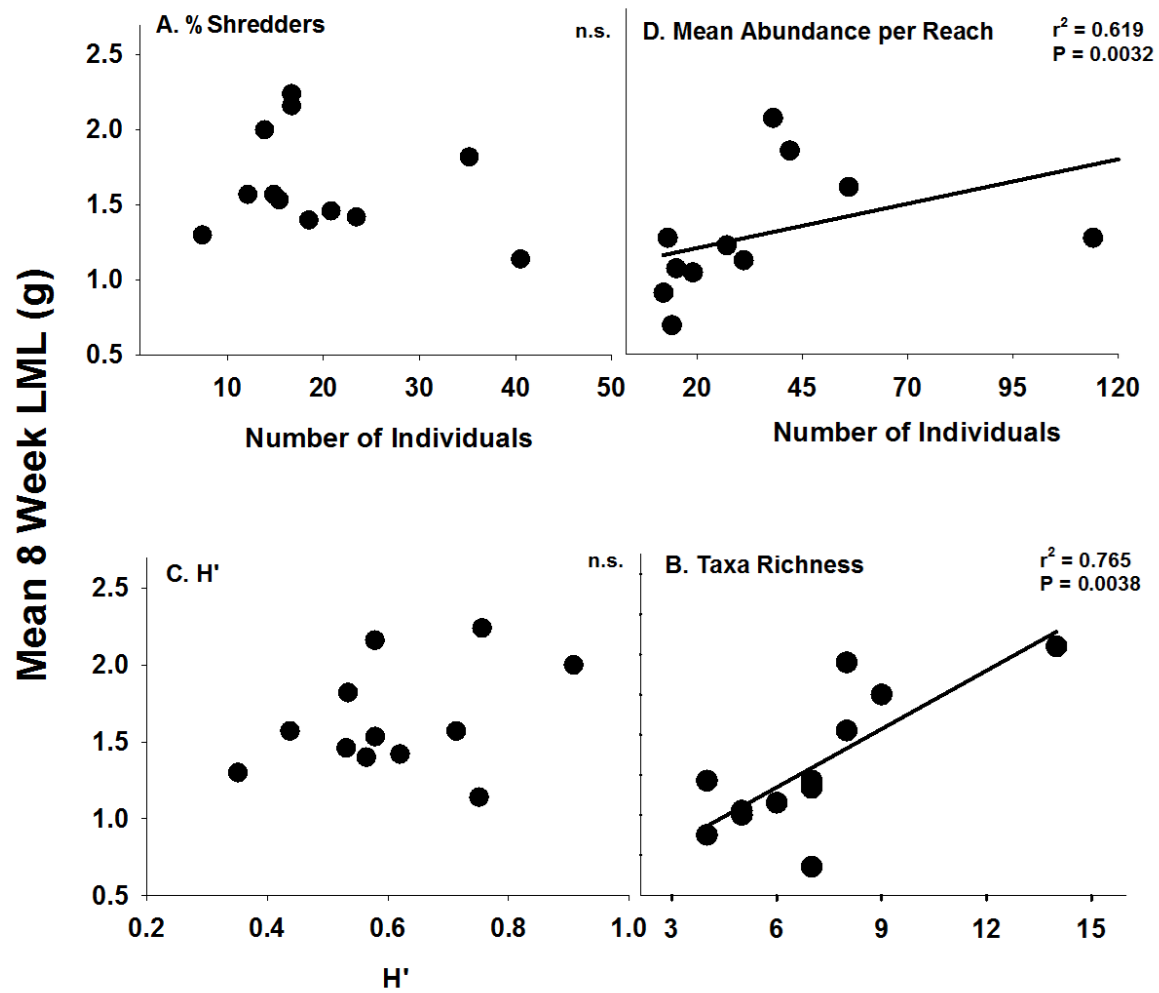 Mean 8 Week LML (g)
A. % Shredders
n.s.
2.5
2.0
1.5
1.0
0.5
10 20 30 40 50
Number of Individuals
D. Mean Abundance per Reach
r² = 0.619
P = 0.0032
20 45 70 95 120
Number of Individuals
C. H'
n.s.
2.5
2.0
1.5
1.0
0.5
0.2 0.4 0.6 0.8 1.0
H'
B. Taxa Richness
r² = 0.765
P = 0.0038
3 6 9 12 15